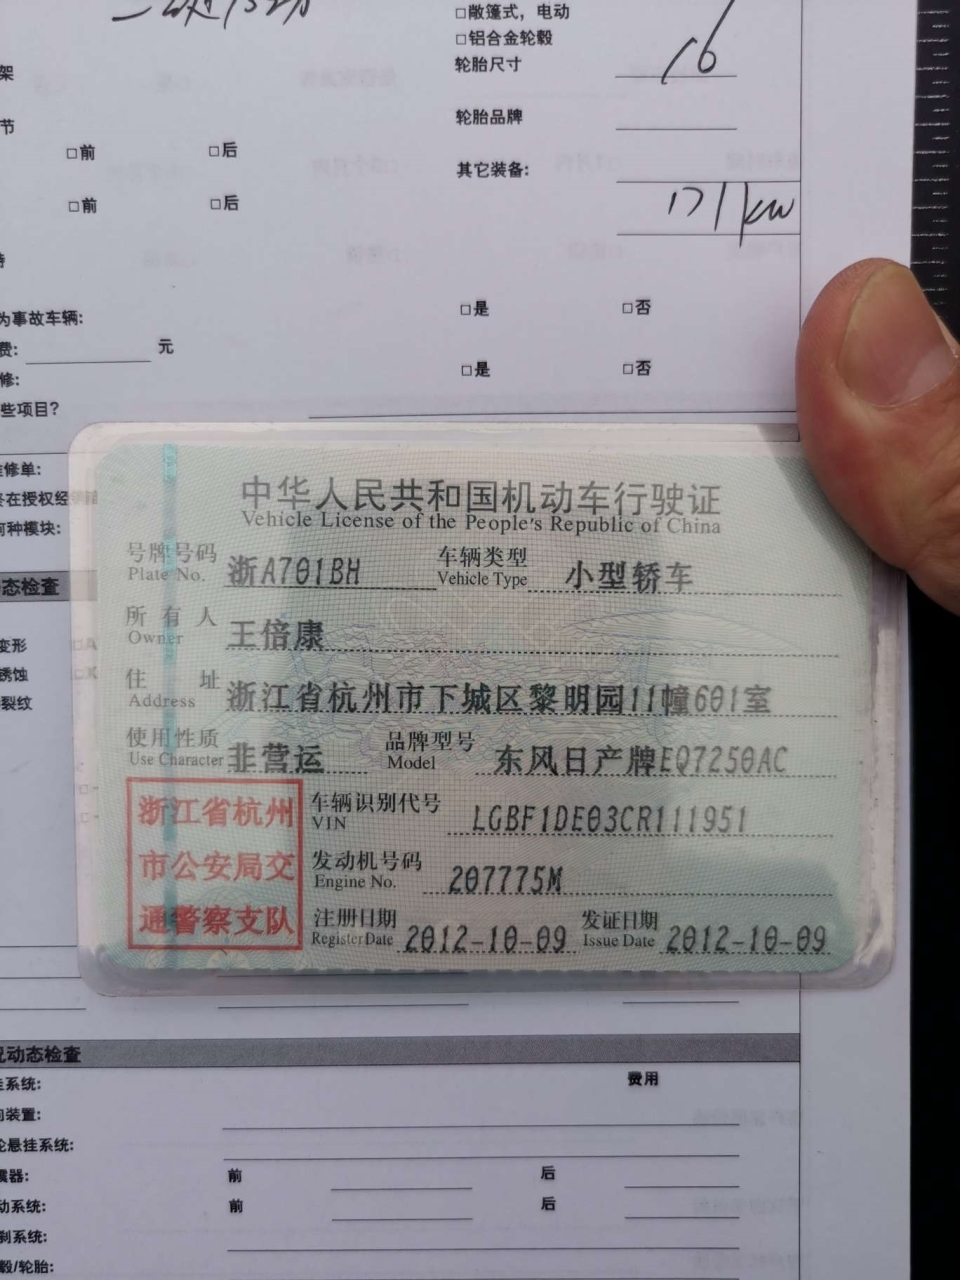 □敞篷式，电动
□铝合金轮毂
架
轮胎尺寸 16
节
轮胎品牌
□前 □后
其它装备:
□前 □后
171kw
为事故车辆: □是 □否
费: 元
修: □是 □否
些项目?
修单:
在授权经销
何种模块:
中华人民共和国机动车行驶证
Vehicle License of the People's Republic of China
号牌号码 浙A701BH 车辆类型 小型轿车
Plate No. Vehicle Type
所有人 王倍康
Owner
住址 浙江省杭州市下城区黎明园11幢601室
Address
使用性质 非营运 品牌型号 东风日产牌EQ7250AC
Use Character Model
浙江省杭州
市公安局交
通警察支队
车辆识别代号 LGBF1DE03CR111951
VIN
发动机号码 207775M
Engine No.
注册日期 2012-10-09 发证日期 2012-10-09
Register Date Issue Date
态检查
变形
锈蚀
裂纹
况动态检查
系统: 费用
向装置:
轮悬挂系统:
震器: 前 后
动系统: 前 后
刹系统:
毂/轮胎: